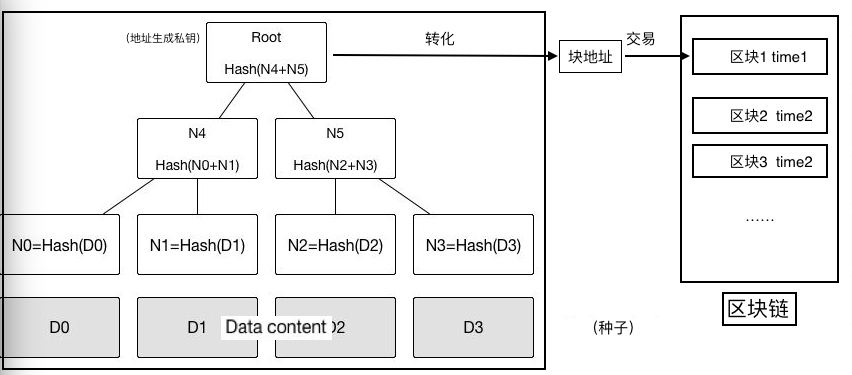 (地址生成私钥)
Root
Hash(N4+N5)
转化
块地址
交易
区块1 time1
区块2 time2
区块3 time2
......
区块链
N4
Hash(N0+N1)
N5
Hash(N2+N3)
N0=Hash(D0)
N1=Hash(D1)
N2=Hash(D2)
N3=Hash(D3)
D0
D1
Data content
D2
D3
(种子)